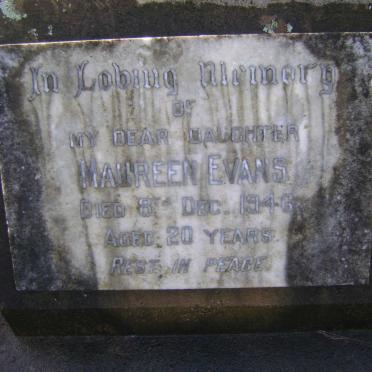 In Loving Memory
OF
MY DEAR DAUGHTER
MAUREEN EVANS
DIED 8TH DEC. 1946
AGED 20 YEARS
REST IN PEACE